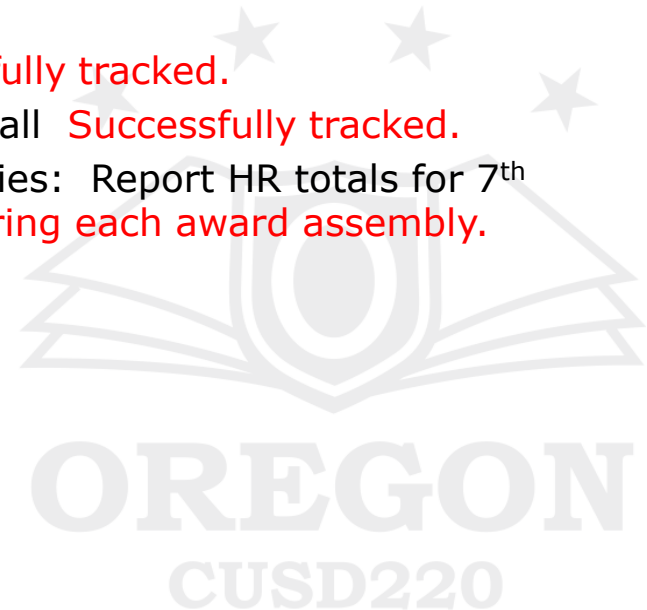 fully tracked.
all Successfully tracked.
ies: Report HR totals for 7th
ring each award assembly.
OREGON
CUSD220